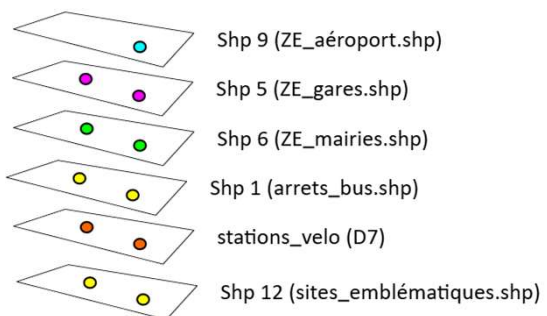 Shp 9 (ZE_aéroport.shp)
Shp 5 (ZE_gares.shp)
Shp 6 (ZE_mairies.shp)
Shp 1 (arrets_bus.shp)
stations_velo (D7)
Shp 12 (sites_emblématiques.shp)